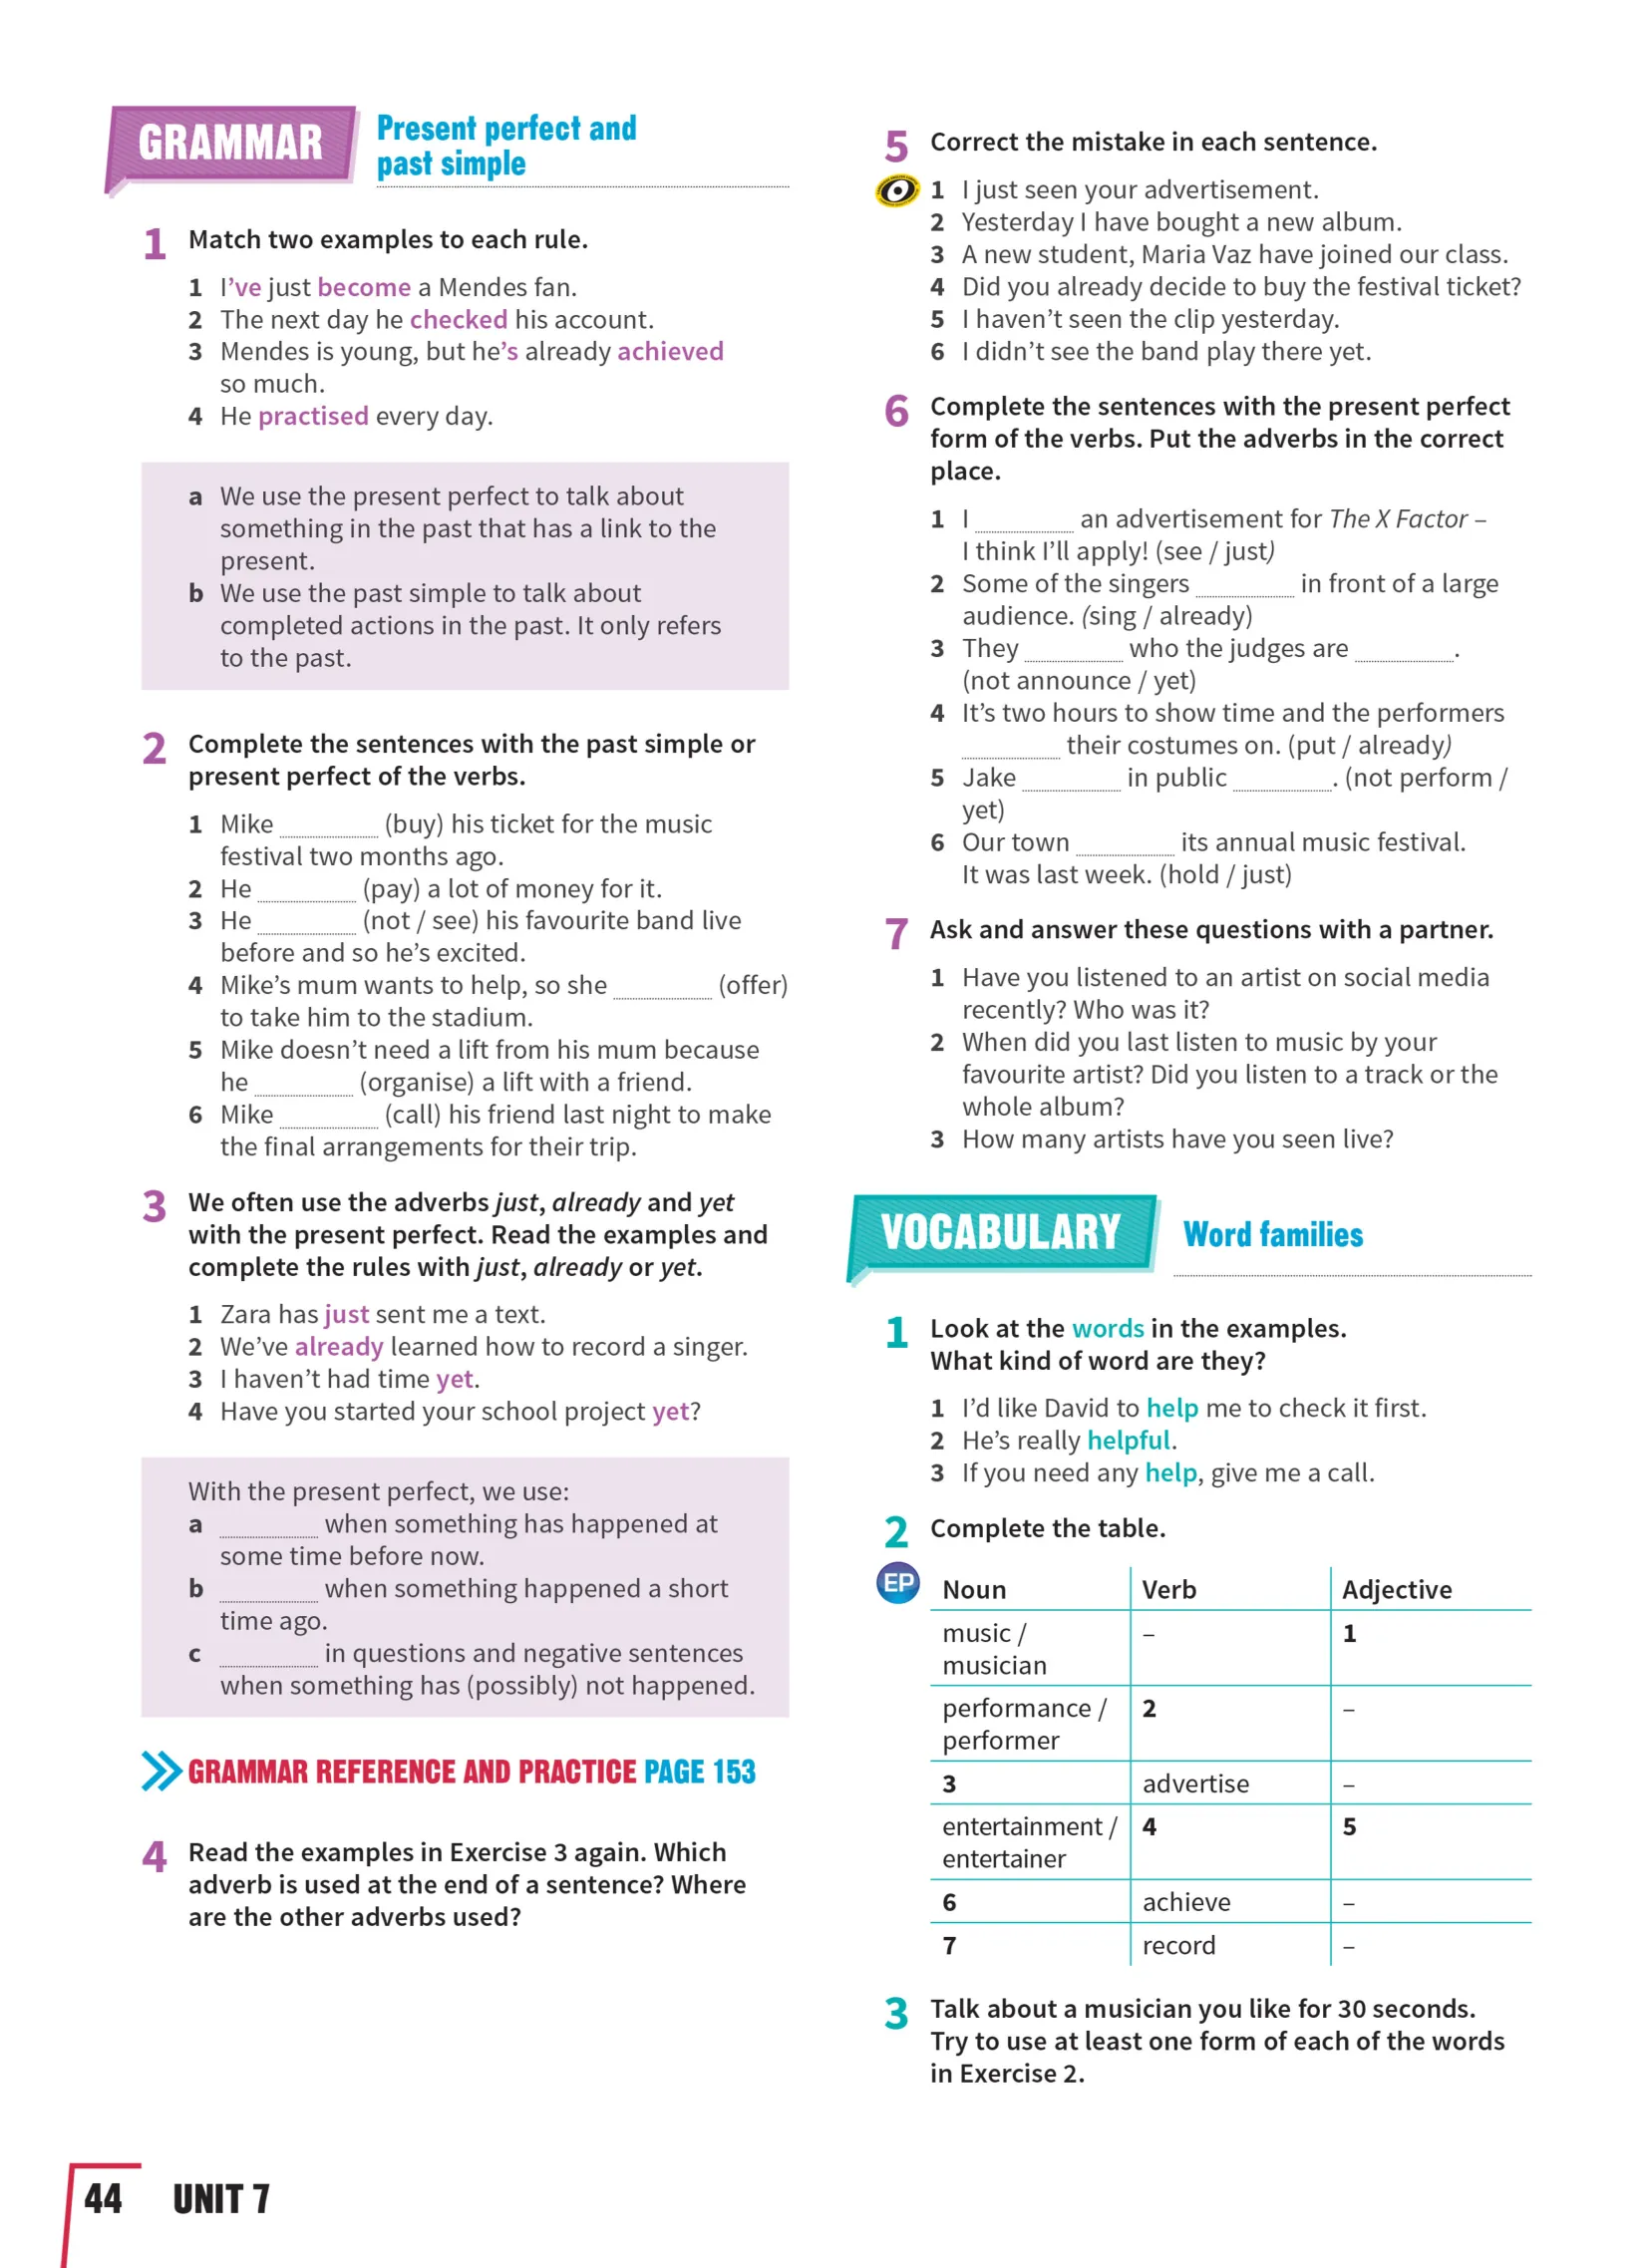 GRAMMAR
Present perfect and
past simple
1 Match two examples to each rule.
1 I've just become a Mendes fan.
2 The next day he checked his account.
3 Mendes is young, but he's already achieved
so much.
4 He practised every day.
a We use the present perfect to talk about
something in the past that has a link to the
present.
b We use the past simple to talk about
completed actions in the past. It only refers
to the past.
2 Complete the sentences with the past simple or
present perfect of the verbs.
1 Mike ________ (buy) his ticket for the music
festival two months ago.
2 He ________ (pay) a lot of money for it.
3 He ________ (not / see) his favourite band live
before and so he's excited.
4 Mike's mum wants to help, so she ________ (offer)
to take him to the stadium.
5 Mike doesn't need a lift from his mum because
he ________ (organise) a lift with a friend.
6 Mike ________ (call) his friend last night to make
the final arrangements for their trip.
3 We often use the adverbs just, already and yet
with the present perfect. Read the examples and
complete the rules with just, already or yet.
1 Zara has just sent me a text.
2 We've already learned how to record a singer.
3 I haven't had time yet.
4 Have you started your school project yet?
With the present perfect, we use:
a ________ when something has happened at
some time before now.
b ________ when something happened a short
time ago.
c ________ in questions and negative sentences
when something has (possibly) not happened.
GRAMMAR REFERENCE AND PRACTICE PAGE 153
4 Read the examples in Exercise 3 again. Which
adverb is used at the end of a sentence? Where
are the other adverbs used?
5 Correct the mistake in each sentence.
1 I just seen your advertisement.
2 Yesterday I have bought a new album.
3 A new student, Maria Vaz have joined our class.
4 Did you already decide to buy the festival ticket?
5 I haven't seen the clip yesterday.
6 I didn't see the band play there yet.
6 Complete the sentences with the present perfect
form of the verbs. Put the adverbs in the correct
place.
1 I ________ an advertisement for The X Factor –
I think I'll apply! (see / just)
2 Some of the singers ________ in front of a large
audience. (sing / already)
3 They ________ who the judges are ________.
(not announce / yet)
4 It's two hours to show time and the performers
________ their costumes on. (put / already)
5 Jake ________ in public ________. (not perform /
yet)
6 Our town ________ its annual music festival.
It was last week. (hold / just)
7 Ask and answer these questions with a partner.
1 Have you listened to an artist on social media
recently? Who was it?
2 When did you last listen to music by your
favourite artist? Did you listen to a track or the
whole album?
3 How many artists have you seen live?
VOCABULARY
Word families
1 Look at the words in the examples.
What kind of word are they?
1 I'd like David to help me to check it first.
2 He's really helpful.
3 If you need any help, give me a call.
2 Complete the table.
EP
Noun Verb Adjective
music / – 1
musician
performance / 2 –
performer
3 advertise –
entertainment / 4 5
entertainer
6 achieve –
7 record –
3 Talk about a musician you like for 30 seconds.
Try to use at least one form of each of the words
in Exercise 2.
44 UNIT 7